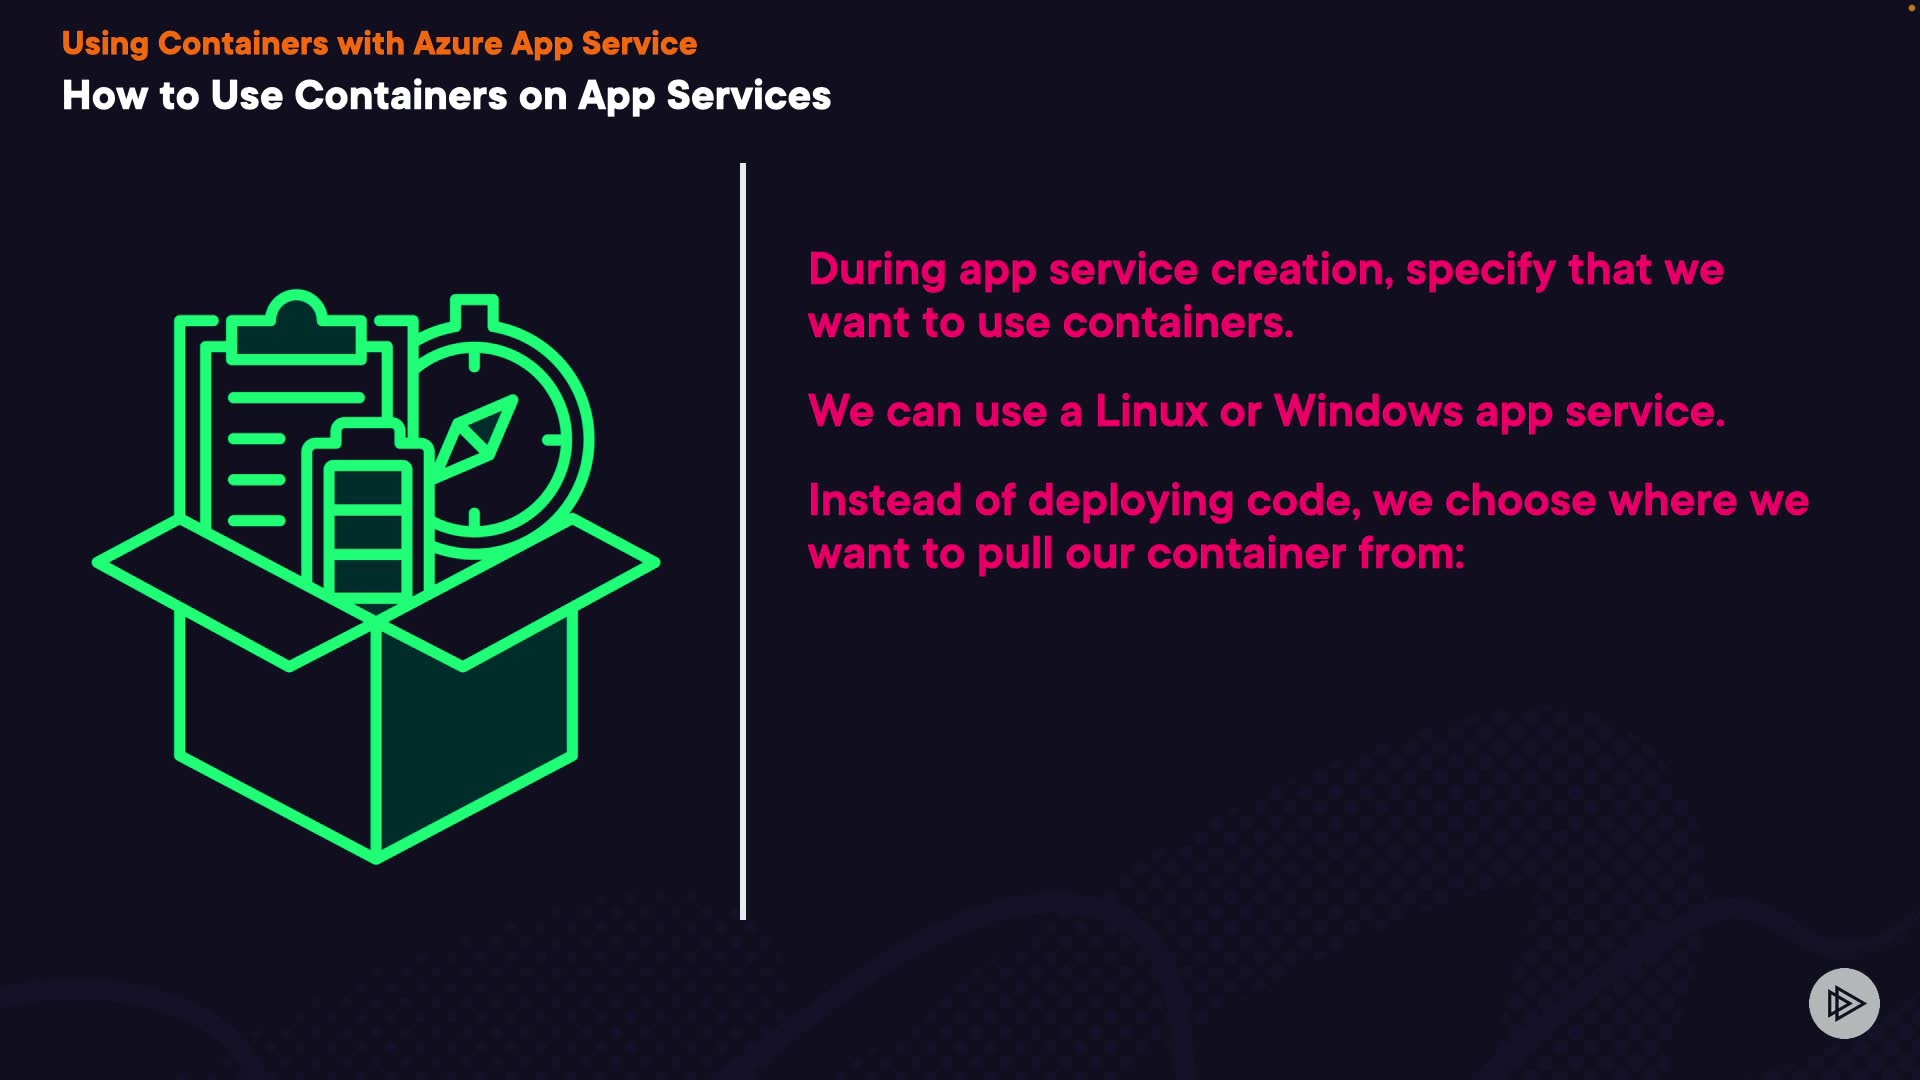 Using Containers with Azure App Service
How to Use Containers on App Services
During app service creation, specify that we
want to use containers.
We can use a Linux or Windows app service.
Instead of deploying code, we choose where we
want to pull our container from: